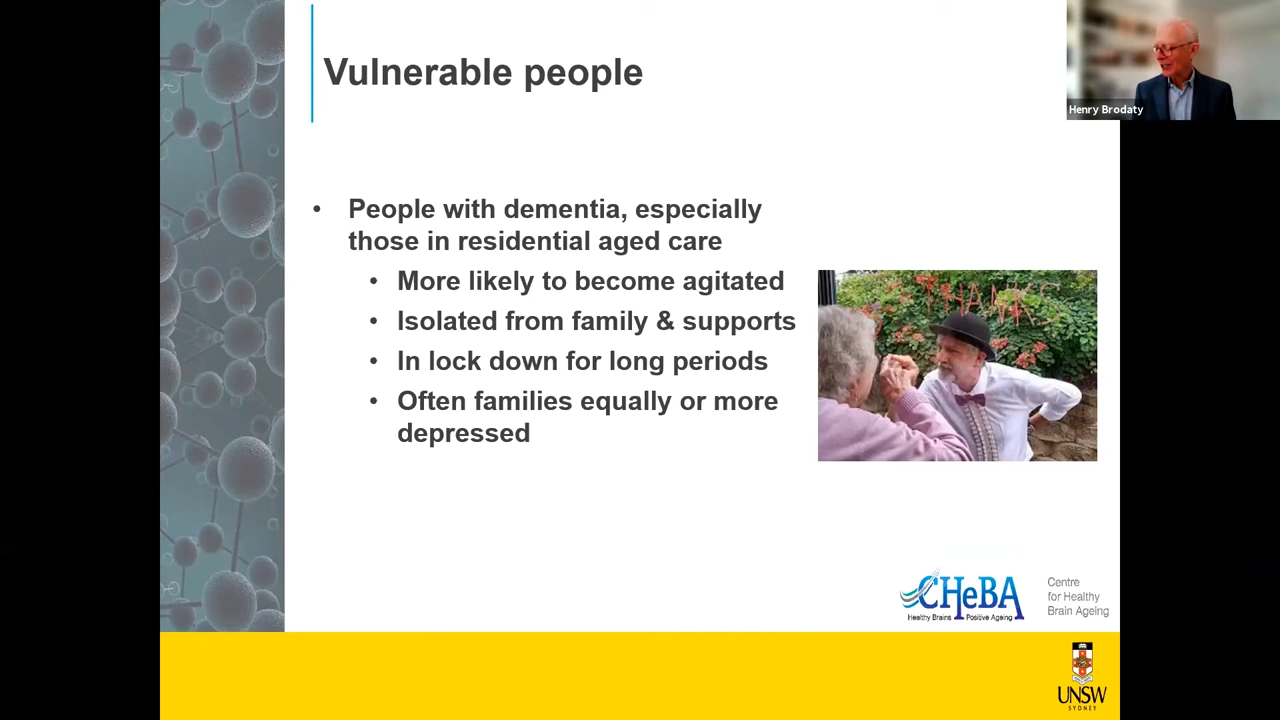 Vulnerable people
Henry Brodaty
• People with dementia, especially
those in residential aged care
• More likely to become agitated
• Isolated from family & supports
• In lock down for long periods
• Often families equally or more
depressed
THANKS
CHeBA
Healthy Brains Positive Ageing
Centre
for Healthy
Brain Ageing
UNSW
SYDNEY